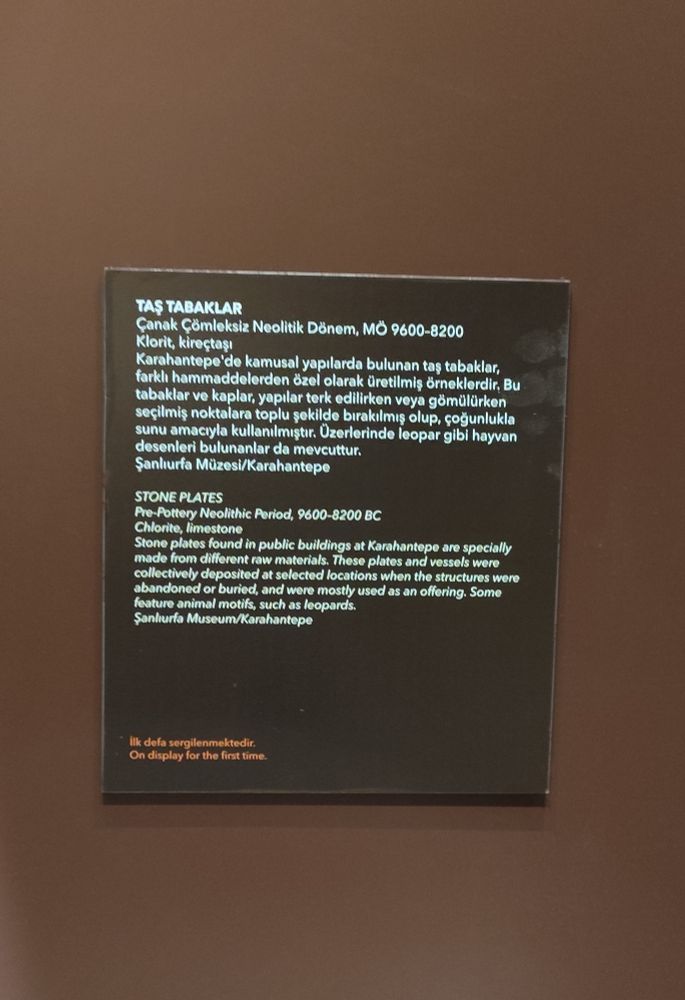 TAŞ TABAKLAR
Çanak Çömleksiz Neolitik Dönem, MÖ 9600-8200
Klorit, kireçtaşı
Karahantepe'de kamusal yapılarda bulunan taş tabaklar,
farklı hammaddelerden özel olarak üretilmiş örneklerdir. Bu
tabaklar ve kaplar, yapılar terk edilirken veya gömülürken
seçilmiş noktalara toplu şekilde bırakılmış olup, çoğunlukla
sunu amacıyla kullanılmıştır. Üzerlerinde leopar gibi hayvan
desenleri bulunanlar da mevcuttur.
Şanlıurfa Müzesi/Karahantepe
STONE PLATES
Pre-Pottery Neolithic Period, 9600-8200 BC
Chlorite, limestone
Stone plates found in public buildings at Karahantepe are specially
made from different raw materials. These plates and vessels were
collectively deposited at selected locations when the structures were
abandoned or buried, and were mostly used as an offering. Some
feature animal motifs, such as leopards.
Şanlıurfa Museum/Karahantepe
İlk defa sergilenmektedir.
On display for the first time.